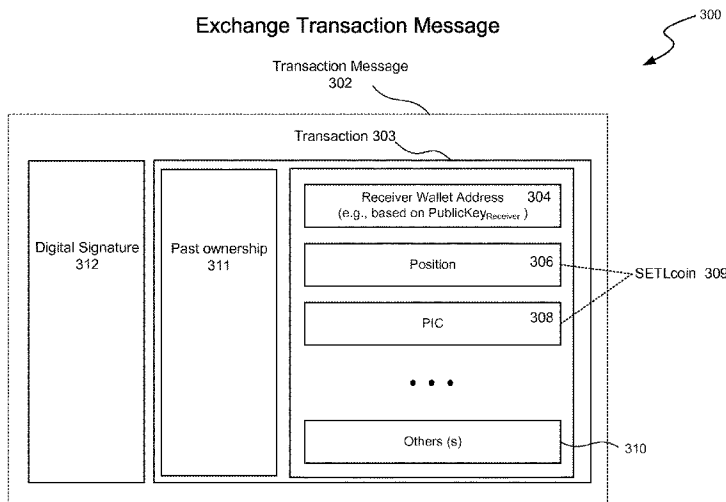 Exchange Transaction Message
300
Transaction Message
302
Transaction 303
Digital Signature
312
Past ownership
311
Receiver Wallet Address
(e.g., based on PublicKeyReceiver )
304
Position
306
PIC
308
SETLcoin 309
• • •
Others (s)
310